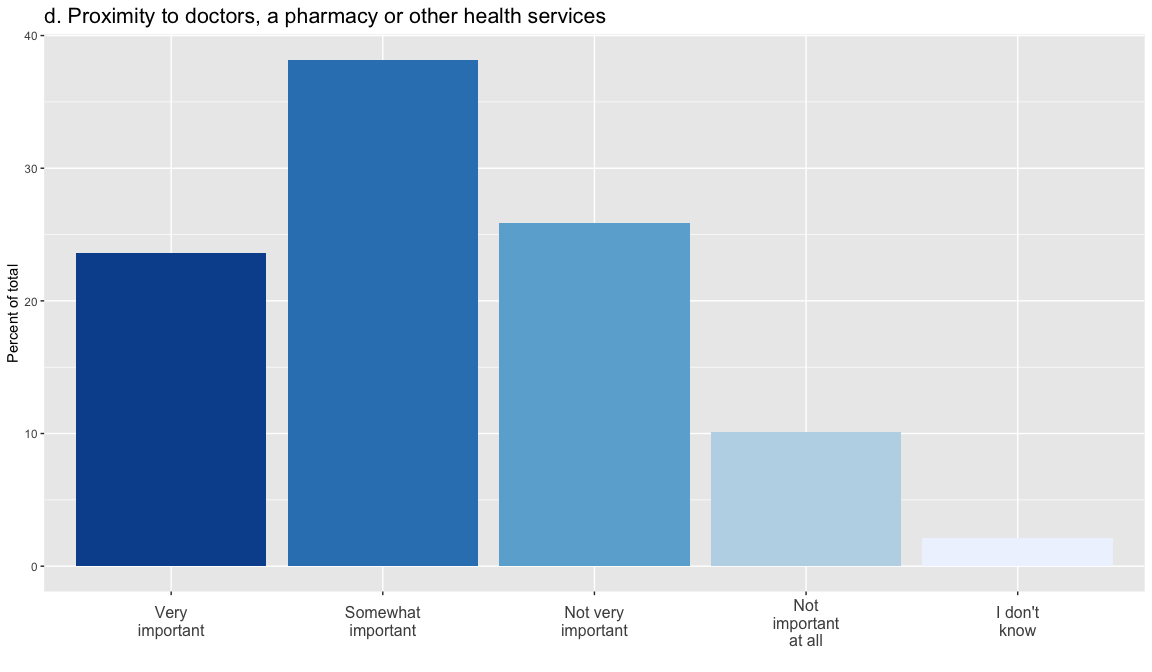 d. Proximity to doctors, a pharmacy or other health services
Percent of total
40
30
20
10
0
Very
important
Somewhat
important
Not very
important
Not
important
at all
I don't
know